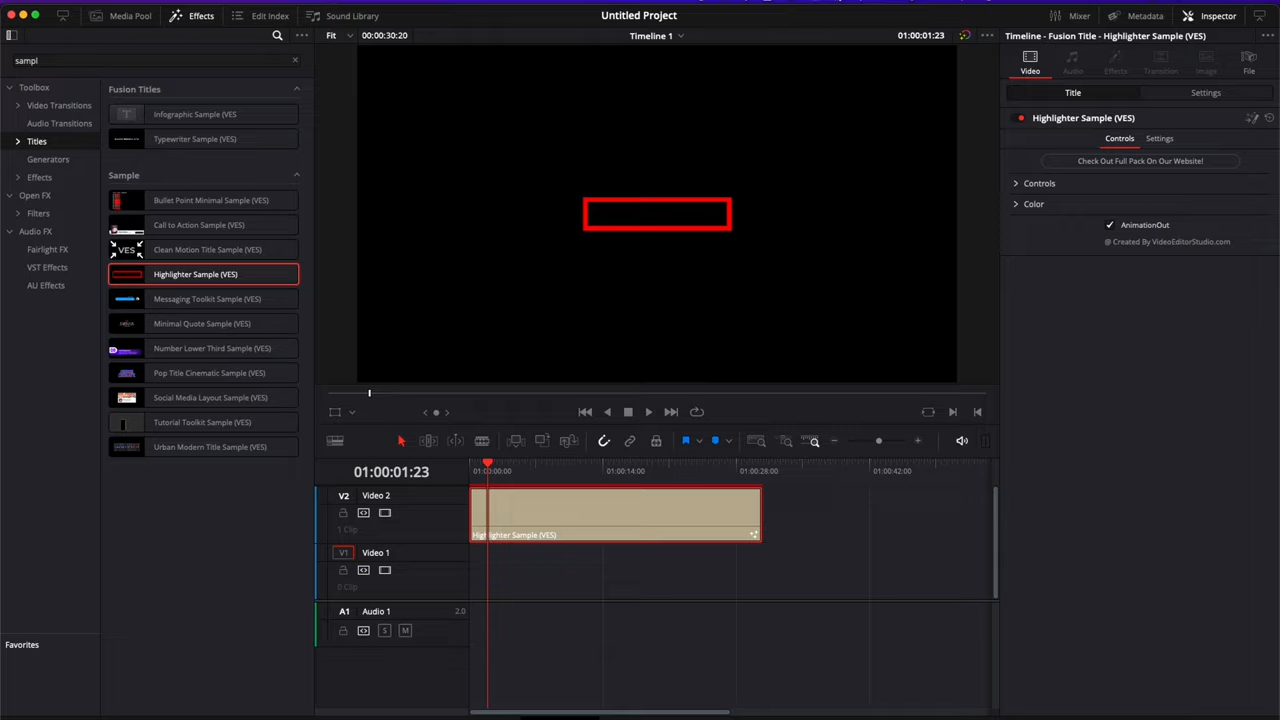 Media Pool
Effects
Edit Index
Sound Library
Untitled Project
Mixer
Metadata
Inspector
Fit
00:00:30:20
Timeline 1
01:00:01:23
Timeline - Fusion Title - Highlighter Sample (VES)
sampl
Toolbox
Video Transitions
Audio Transitions
Titles
Generators
Effects
Open FX
Filters
Audio FX
Fairlight FX
VST Effects
AU Effects
Favorites
Fusion Titles
Infographic Sample (VES
Typewriter Sample (VES)
Sample
Bullet Point Minimal Sample (VES)
Call to Action Sample (VES)
VES
Clean Motion Title Sample (VES)
Highlighter Sample (VES)
Messaging Toolkit Sample (VES)
Minimal Quote Sample (VES)
Number Lower Third Sample (VES)
Pop Title Cinematic Sample (VES)
Social Media Layout Sample (VES)
Tutorial Toolkit Sample (VES)
Urban Modern Title Sample (VES)
Video
Audio
Effects
Transition
Image
File
Title
Settings
Highlighter Sample (VES)
Controls
Settings
Check Out Full Pack On Our Website!
Controls
Color
AnimationOut
@ Created By VideoEditorStudio.com
01:00:01:23
01:00:00:00
01:00:14:00
01:00:28:00
01:00:42:00
V2
Video 2
1 Clip
Highlighter Sample (VES)
V1
Video 1
0 Clip
A1
Audio 1
2.0
S
M